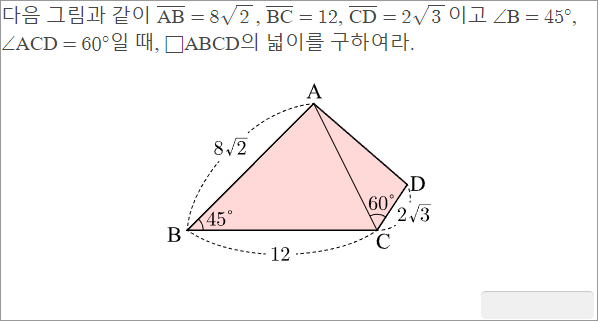 다음 그림과 같이 AB = 8√2 , BC = 12, CD = 2√3 이고 ∠B = 45°,
∠ACD = 60°일 때, □ABCD의 넓이를 구하여라.
A
8√2
D
60°
2√3
45°
B
C
12